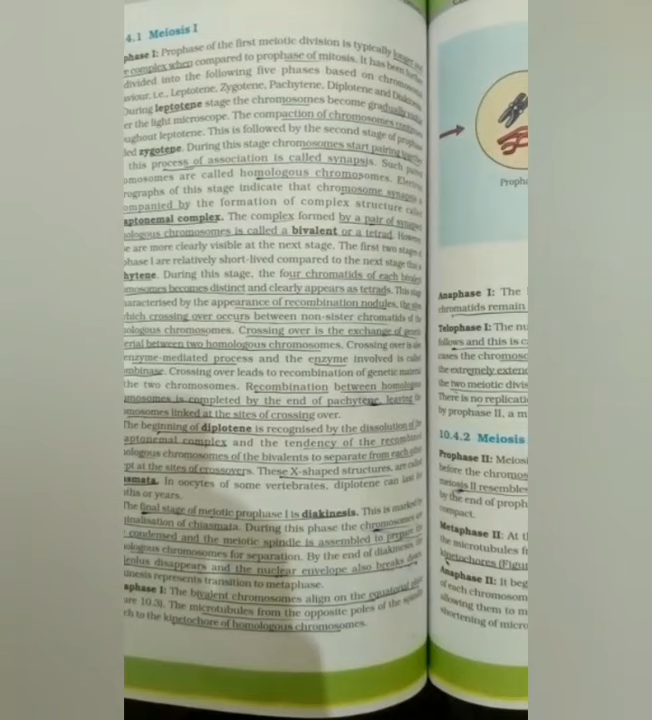 4.1 Meiosis I
phase I: Prophase of the first meiotic division is typically longer
complex when compared to prophase of mitosis. It has been further
divided into the following five phases based on chromosomal
aviour, i.e., Leptotene, Zygotene, Pachytene, Diplotene and Diakinesis.
During leptotene stage the chromosomes become gradually visible
er the light microscope. The compaction of chromosomes continues
ughout leptotene. This is followed by the second stage of prophase
led zygotene. During this stage chromosomes start pairing together
this process of association is called synapsis. Such paired
omosomes are called homologous chromosomes. Electron
rographs of this stage indicate that chromosome synapsis is
ompanied by the formation of complex structure called
aptonemal complex. The complex formed by a pair of synapsed
ologous chromosomes is called a bivalent or a tetrad. However
e are more clearly visible at the next stage. The first two stages of
phase I are relatively short-lived compared to the next stage that is
hytene. During this stage, the four chromatids of each bivalent
mosomes becomes distinct and clearly appears as tetrads. This stage
haracterised by the appearance of recombination nodules, the sites
hich crossing over occurs between non-sister chromatids of the
ologous chromosomes. Crossing over is the exchange of genetic
erial between two homologous chromosomes. Crossing over is also
enzyme-mediated process and the enzyme involved is called
mbinase. Crossing over leads to recombination of genetic material
the two chromosomes. Recombination between homologous
mosomes is completed by the end of pachytene, leaving the
mosomes linked at the sites of crossing over.
The beginning of diplotene is recognised by the dissolution of the
aptonemal complex and the tendency of the recombined
ologous chromosomes of the bivalents to separate from each other
pt at the sites of crossovers. These X-shaped structures, are called
asmata. In oocytes of some vertebrates, diplotene can last for
ths or years.
The final stage of meiotic prophase I is diakinesis. This is marked by
inalisation of chiasmata. During this phase the chromosomes are
condensed and the meiotic spindle is assembled to prepare the
ologous chromosomes for separation. By the end of diakinesis, the
leolus disappears and the nuclear envelope also breaks down.
inesis represents transition to metaphase.
aphase I: The bivalent chromosomes align on the equatorial plate
ure 10.3). The microtubules from the opposite poles of the spindle
ch to the kinetochore of homologous chromosomes.
Proph
Anaphase I: The
chromatids remain
Telophase I: The nu
follows and this is c
cases the chromoso
the extremely extend
the two meiotic divis
There is no replicati
by prophase II, a m
10.4.2 Meiosis
Prophase II: Meiosi
before the chromos
meiosis II resembles
by the end of proph
compact.
Metaphase II: At th
the microtubules f
kinetochores (Figur
Anaphase II: It beg
of each chromosom
allowing them to m
shortening of micro